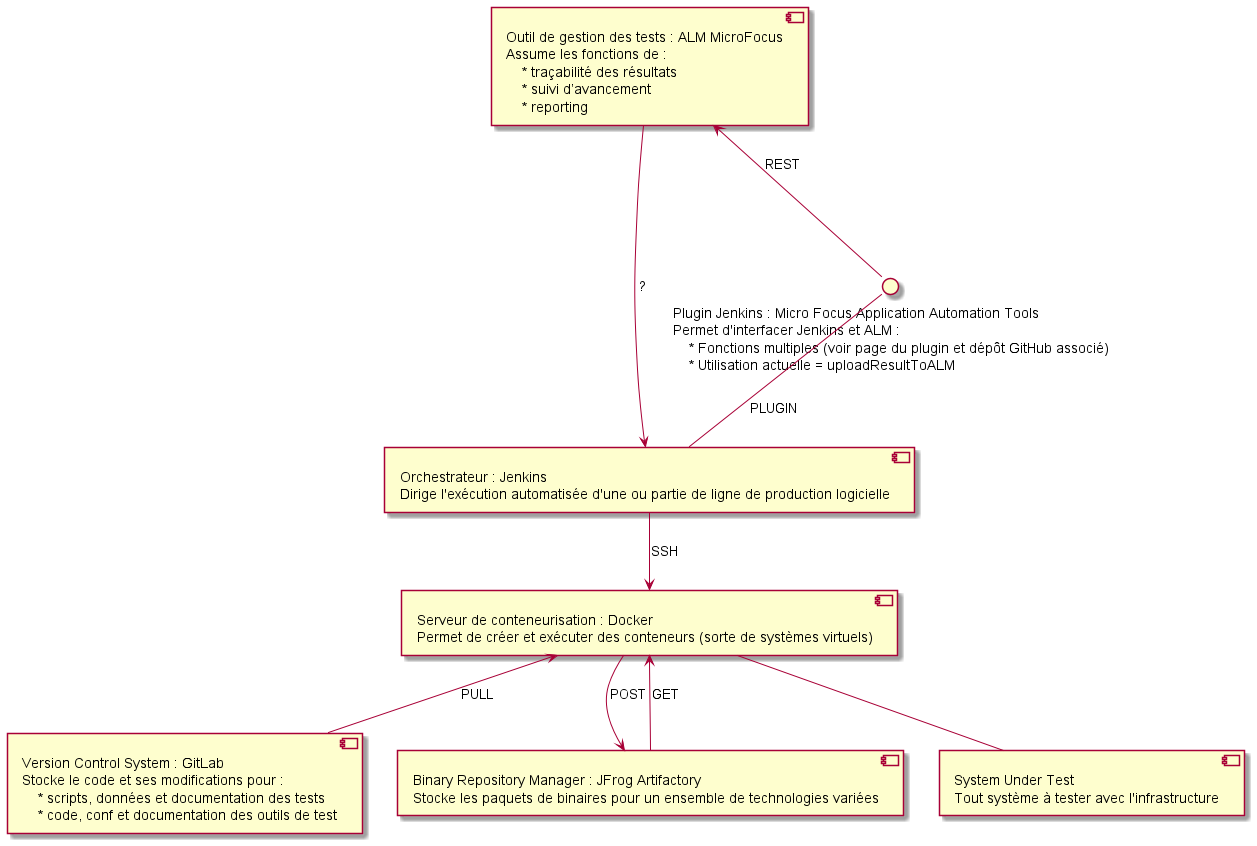 Outil de gestion des tests : ALM MicroFocus
Assume les fonctions de :
* traçabilité des résultats
* suivi d'avancement
* reporting
REST
?
Plugin Jenkins : Micro Focus Application Automation Tools
Permet d'interfacer Jenkins et ALM :
* Fonctions multiples (voir page du plugin et dépôt GitHub associé)
* Utilisation actuelle = uploadResultToALM
PLUGIN
Orchestrateur : Jenkins
Dirige l'exécution automatisée d'une ou partie de ligne de production logicielle
SSH
Serveur de conteneurisation : Docker
Permet de créer et exécuter des conteneurs (sorte de systèmes virtuels)
PULL
POST
GET
Version Control System : GitLab
Stocke le code et ses modifications pour :
* scripts, données et documentation des tests
* code, conf et documentation des outils de test
Binary Repository Manager : JFrog Artifactory
Stocke les paquets de binaires pour un ensemble de technologies variées
System Under Test
Tout système à tester avec l'infrastructure